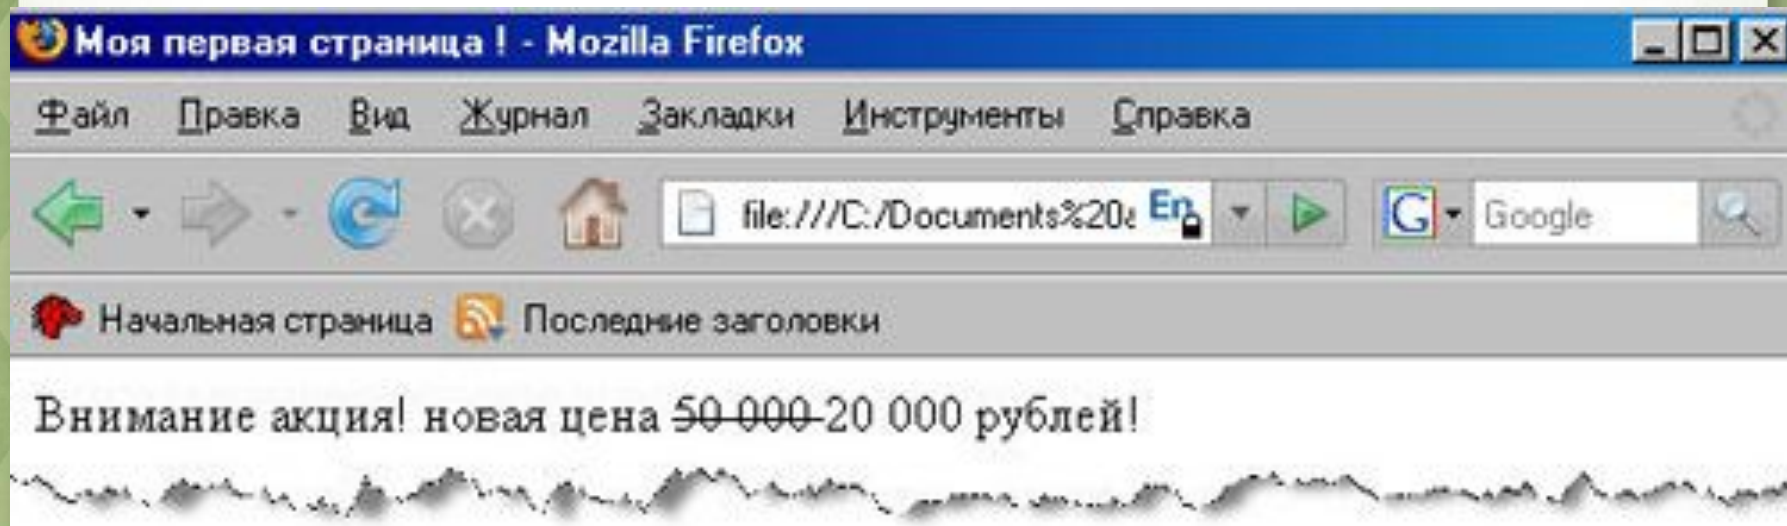 Моя первая страница ! - Mozilla Firefox
Файл Правка Вид Журнал Закладки Инструменты Справка
file:///C:/Documents%20a En G Google
Начальная страница Последние заголовки
Внимание акция! новая цена 50 000 20 000 рублей!